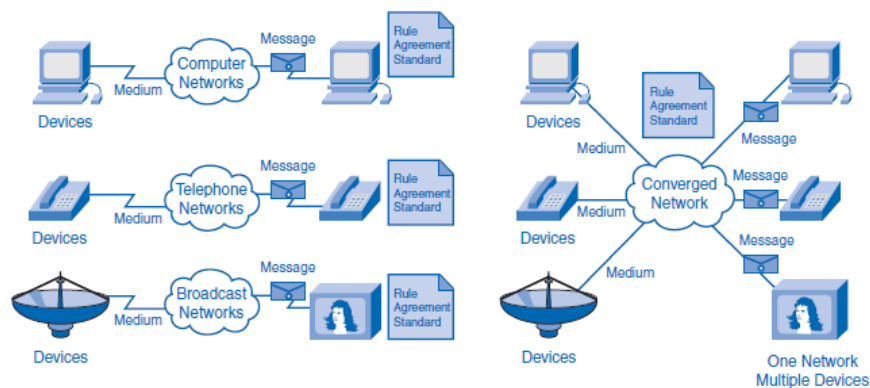 Message
Rule
Agreement
Standard
Computer
Networks
Medium
Devices
Message
Rule
Agreement
Standard
Telephone
Networks
Medium
Devices
Message
Rule
Agreement
Standard
Broadcast
Networks
Medium
Devices
Rule
Agreement
Standard
Devices
Message
Medium
Converged
Network
Message
Medium
Devices
Message
Medium
Devices
One Network
Multiple Devices